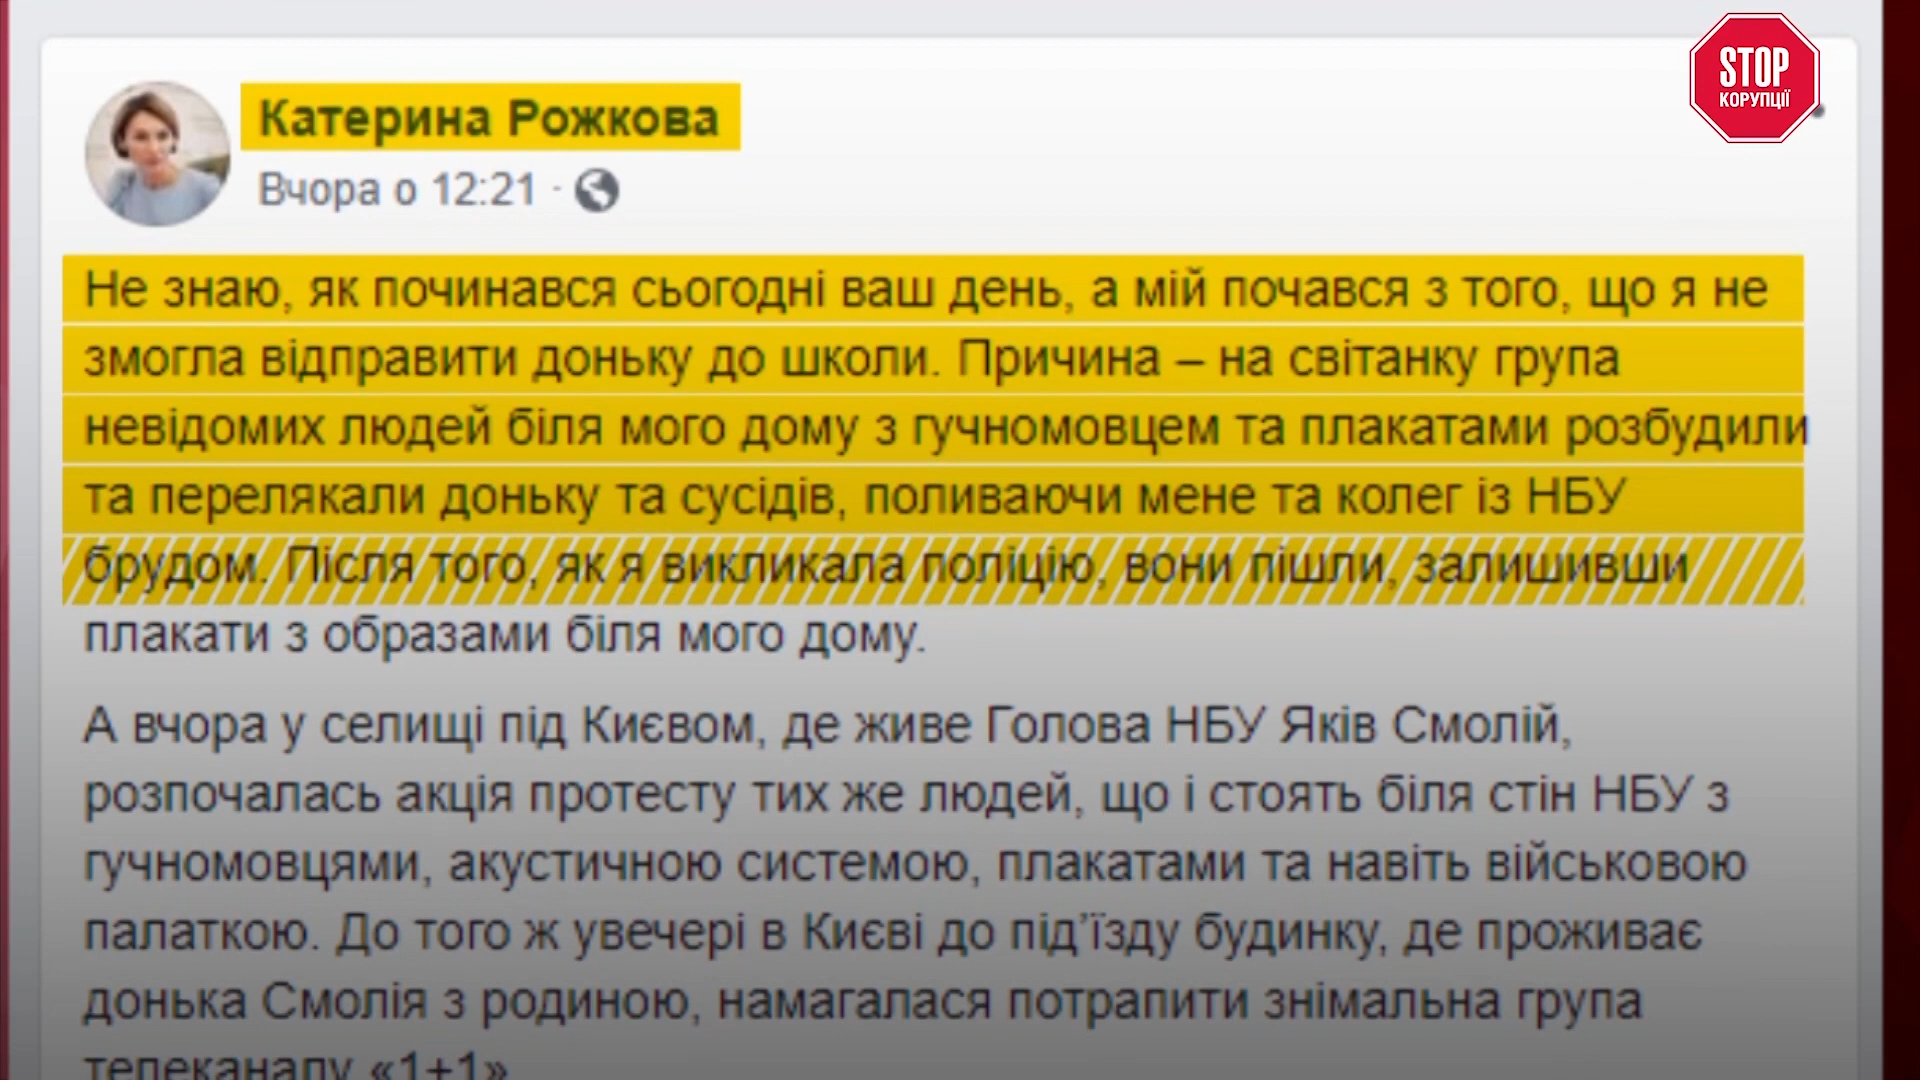 STOP
КОРУПЦІЇ
Катерина Рожкова
Вчора о 12:21 ·
Не знаю, як починався сьогодні ваш день, а мій почався з того, що я не
змогла відправити доньку до школи. Причина – на світанку група
невідомих людей біля мого дому з гучномовцем та плакатами розбудили
та перелякали доньку та сусідів, поливаючи мене та колег із НБУ
брудом. Після того, як я викликала поліцію, вони пішли, залишивши
плакати з образами біля мого дому.
А вчора у селищі під Києвом, де живе Голова НБУ Яків Смолій,
розпочалась акція протесту тих же людей, що і стоять біля стін НБУ з
гучномовцями, акустичною системою, плакатами та навіть військовою
палаткою. До того ж увечері в Києві до під’їзду будинку, де проживає
донька Смолія з родиною, намагалася потрапити знімальна група
телеканалу «1+1»